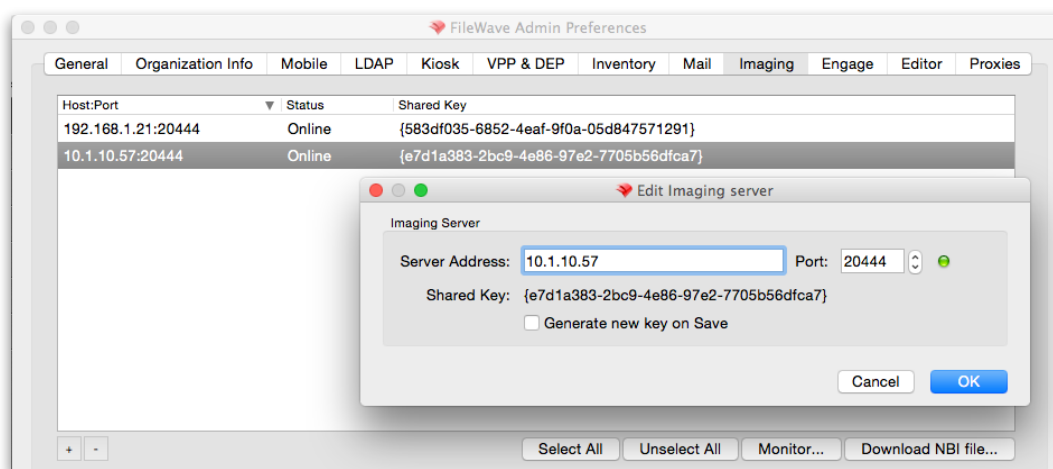 FileWave Admin Preferences
General Organization Info Mobile LDAP Kiosk VPP & DEP Inventory Mail Imaging Engage Editor Proxies
Host:Port Status Shared Key
192.168.1.21:20444 Online {583df035-6852-4eaf-9f0a-05d847571291}
10.1.10.57:20444 Online {e7d1a383-2bc9-4e86-97e2-7705b56dfca7}
Edit Imaging server
Imaging Server
Server Address: 10.1.10.57 Port: 20444
Shared Key: {e7d1a383-2bc9-4e86-97e2-7705b56dfca7}
Generate new key on Save
Cancel OK
+ - Select All Unselect All Monitor... Download NBI file...